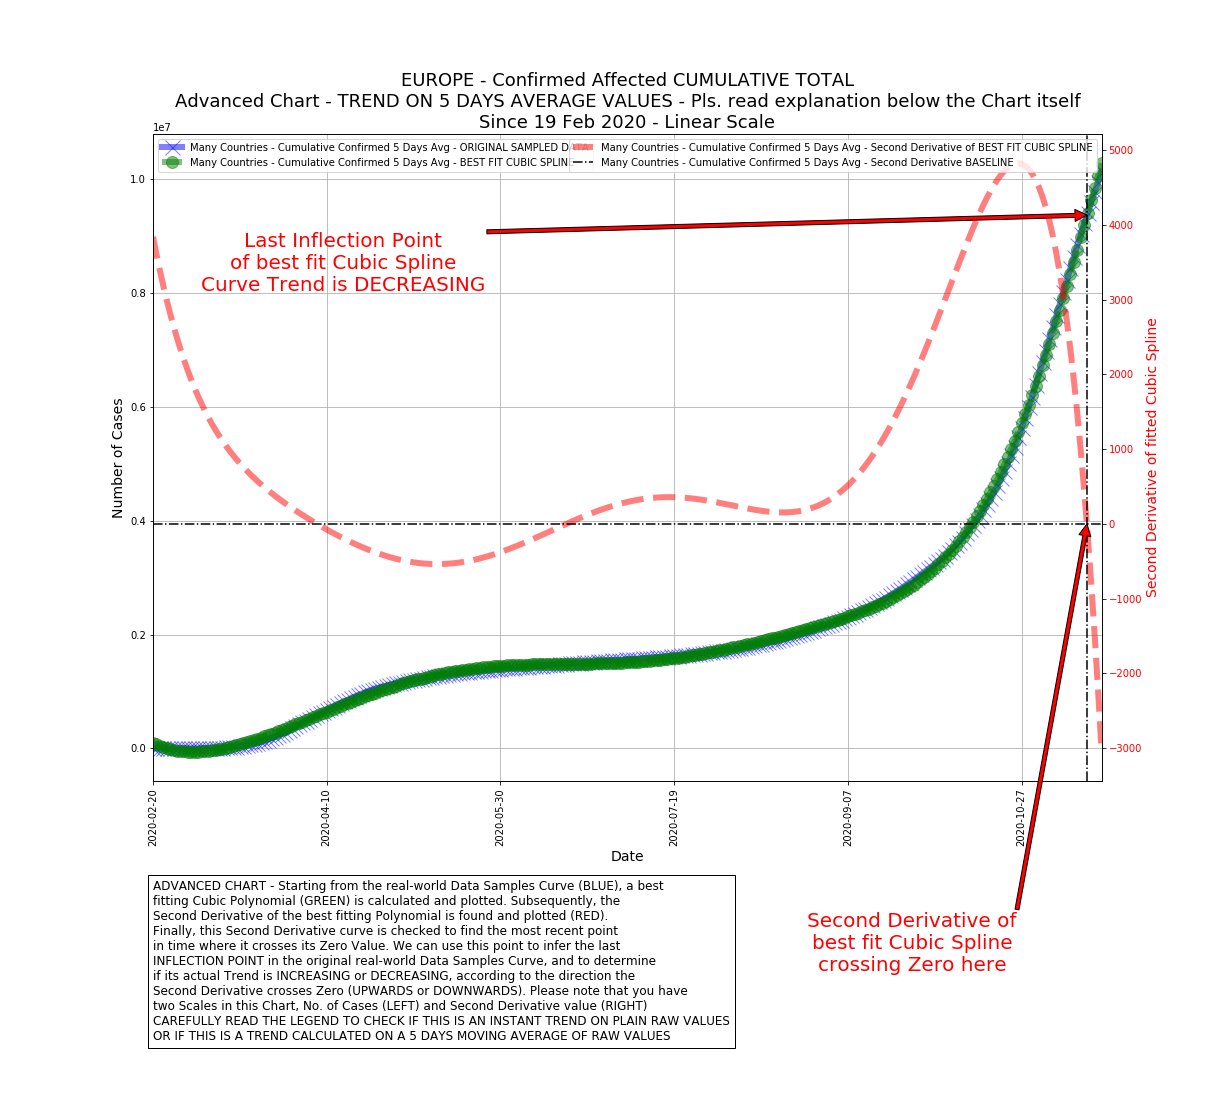 EUROPE - Confirmed Affected CUMULATIVE TOTAL
Advanced Chart - TREND ON 5 DAYS AVERAGE VALUES - Pls. read explanation below the Chart itself
Since 19 Feb 2020 - Linear Scale
1e7
Many Countries - Cumulative Confirmed 5 Days Avg - ORIGINAL SAMPLED DATA
Many Countries - Cumulative Confirmed 5 Days Avg - BEST FIT CUBIC SPLINE
Many Countries - Cumulative Confirmed 5 Days Avg - Second Derivative of BEST FIT CUBIC SPLINE
Many Countries - Cumulative Confirmed 5 Days Avg - Second Derivative BASELINE
Last Inflection Point
of best fit Cubic Spline
Curve Trend is DECREASING
1.0
0.8
0.6
0.4
0.2
0.0
Number of Cases
5000
4000
3000
2000
1000
0
−1000
−2000
−3000
Second Derivative of fitted Cubic Spline
2020-02-20
2020-04-10
2020-05-30
2020-07-19
2020-09-07
2020-10-27
Date
ADVANCED CHART - Starting from the real-world Data Samples Curve (BLUE), a best
fitting Cubic Polynomial (GREEN) is calculated and plotted. Subsequently, the
Second Derivative of the best fitting Polynomial is found and plotted (RED).
Finally, this Second Derivative curve is checked to find the most recent point
in time where it crosses its Zero Value. We can use this point to infer the last
INFLECTION POINT in the original real-world Data Samples Curve, and to determine
if its actual Trend is INCREASING or DECREASING, according to the direction the
Second Derivative crosses Zero (UPWARDS or DOWNWARDS). Please note that you have
two Scales in this Chart, No. of Cases (LEFT) and Second Derivative value (RIGHT)
CAREFULLY READ THE LEGEND TO CHECK IF THIS IS AN INSTANT TREND ON PLAIN RAW VALUES
OR IF THIS IS A TREND CALCULATED ON A 5 DAYS MOVING AVERAGE OF RAW VALUES
Second Derivative of
best fit Cubic Spline
crossing Zero here